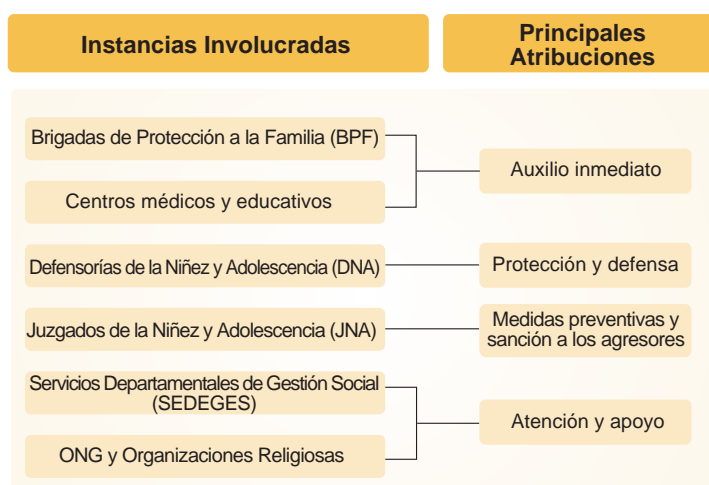 Instancias Involucradas
Principales
Atribuciones
Brigadas de Protección a la Familia (BPF)
Centros médicos y educativos
Auxilio inmediato
Defensorías de la Niñez y Adolescencia (DNA)
Protección y defensa
Juzgados de la Niñez y Adolescencia (JNA)
Medidas preventivas y
sanción a los agresores
Servicios Departamentales de Gestión Social
(SEDEGES)
ONG y Organizaciones Religiosas
Atención y apoyo